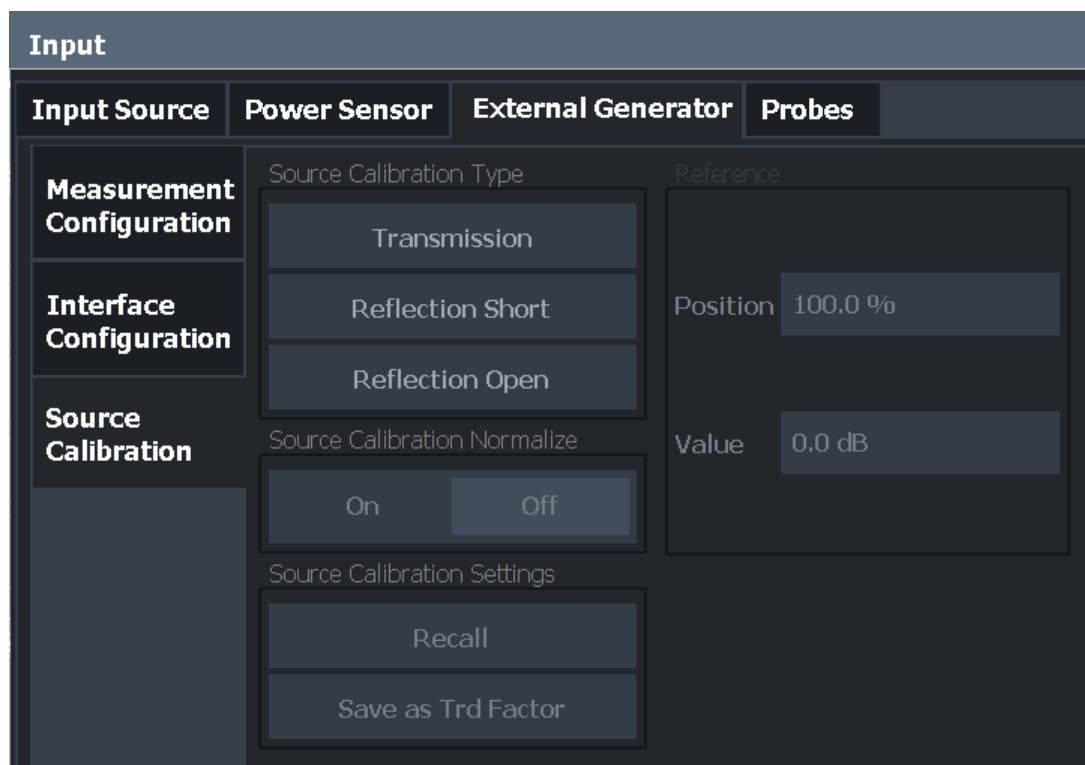 Input
Input Source
Power Sensor
External Generator
Probes
Measurement
Configuration
Interface
Configuration
Source
Calibration
Source Calibration Type
Transmission
Reflection Short
Reflection Open
Source Calibration Normalize
On
Off
Source Calibration Settings
Recall
Save as Trd Factor
Reference
Position 100.0 %
Value 0.0 dB